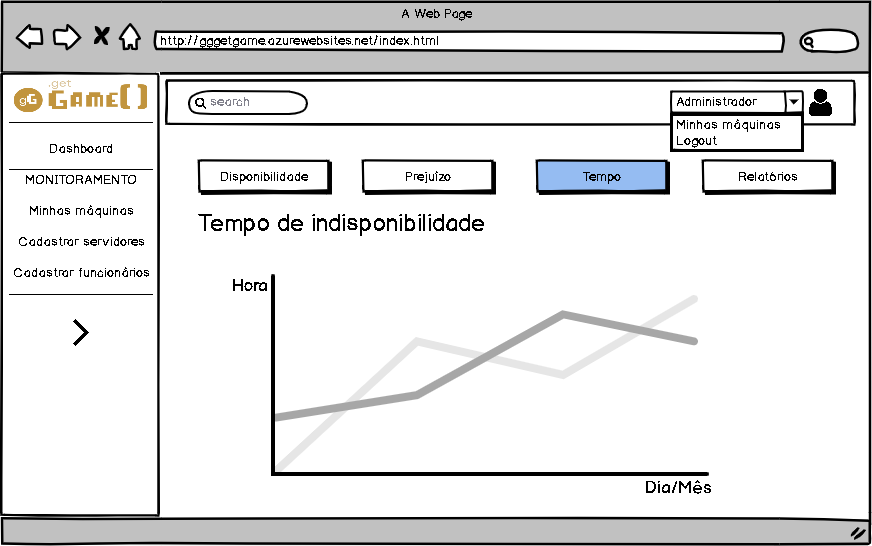 A Web Page
http://gggetgame.azurewebsites.net/index.html
gG
.get
GAME[]
search
Administrador
Minhas máquinas
Logout
Dashboard
MONITORAMENTO
Minhas máquinas
Cadastrar servidores
Cadastrar funcionários
Disponibilidade
Prejuízo
Tempo
Relatórios
Tempo de indisponibilidade
Hora
Dia/Mês